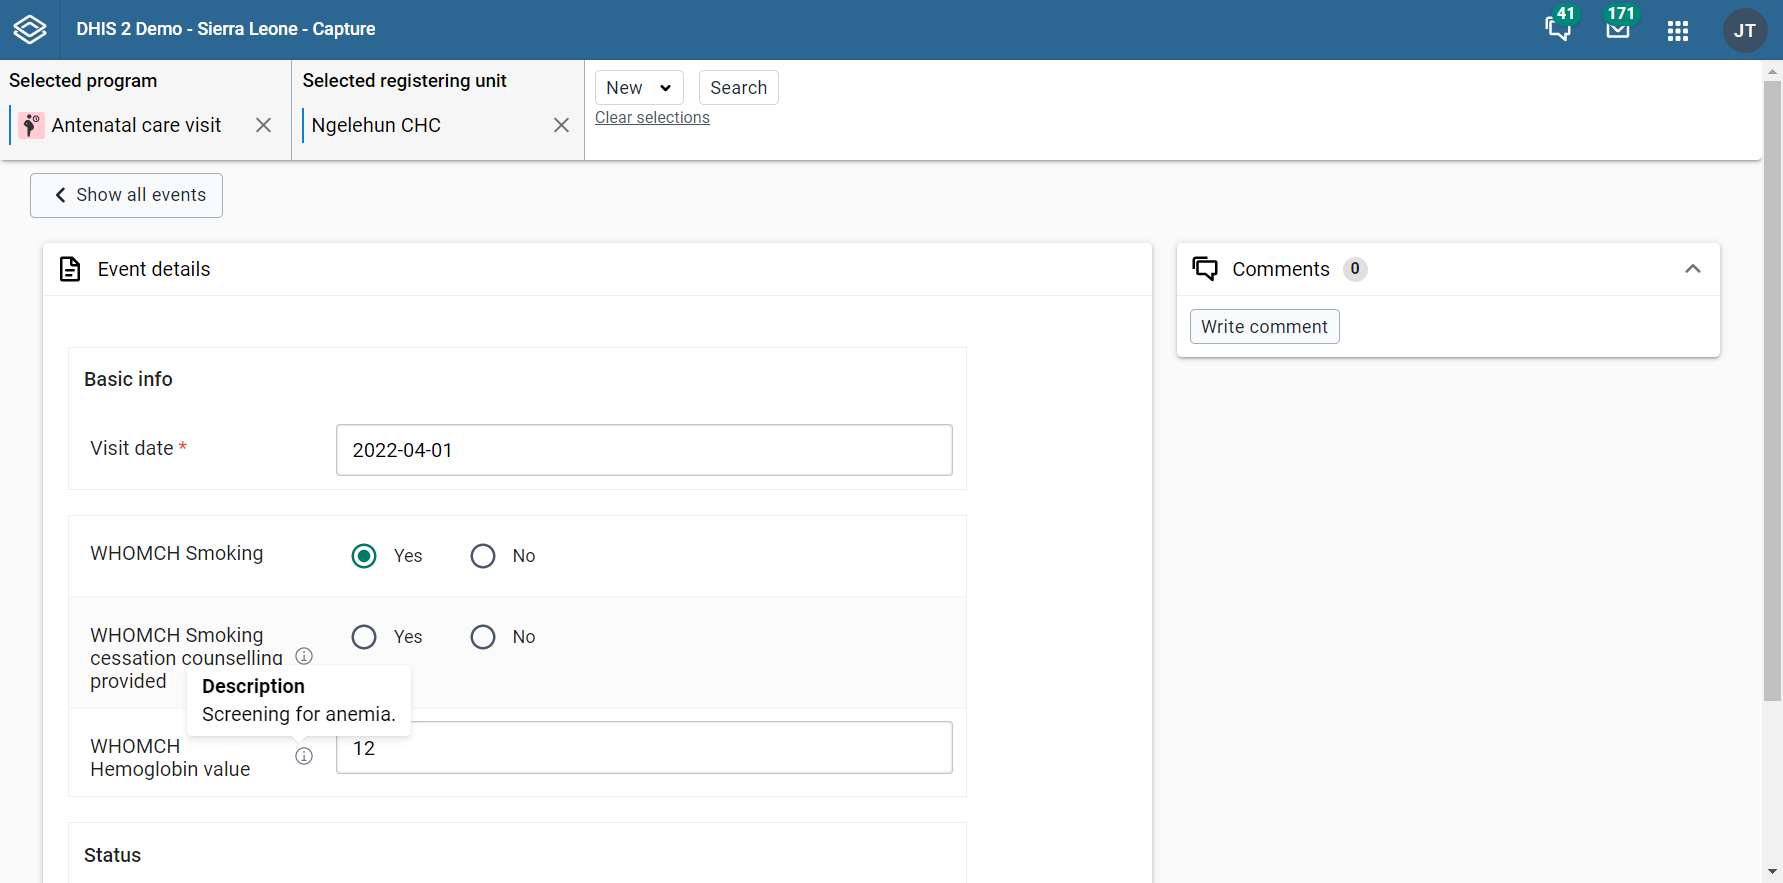 DHIS 2 Demo - Sierra Leone - Capture
41
171
JT
Selected program
Antenatal care visit
Selected registering unit
Ngelehun CHC
New
Search
Clear selections
Show all events
Event details
Comments 0
Write comment
Basic info
Visit date *
2022-04-01
WHOMCH Smoking
Yes
No
WHOMCH Smoking
cessation counselling
provided
Yes
No
Description
Screening for anemia.
WHOMCH
Hemoglobin value
12
Status